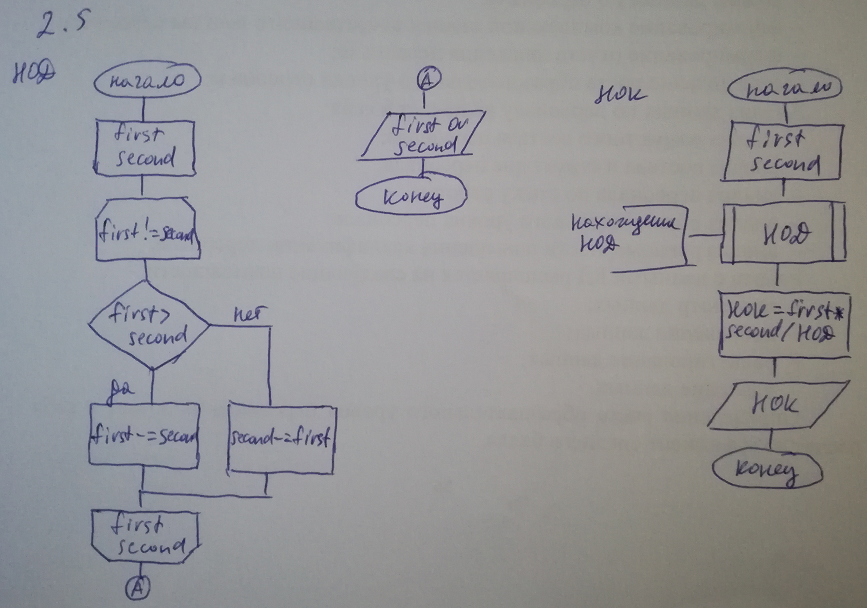 2.5
НОД
начало
first
second
first!=second
first>
second
нет
да
first-=second
second-=first
first
second
А
А
first or
second
конец
НОК
начало
first
second
нахождение
НОД
НОД
НОК=first*
second/НОД
НОК
конец